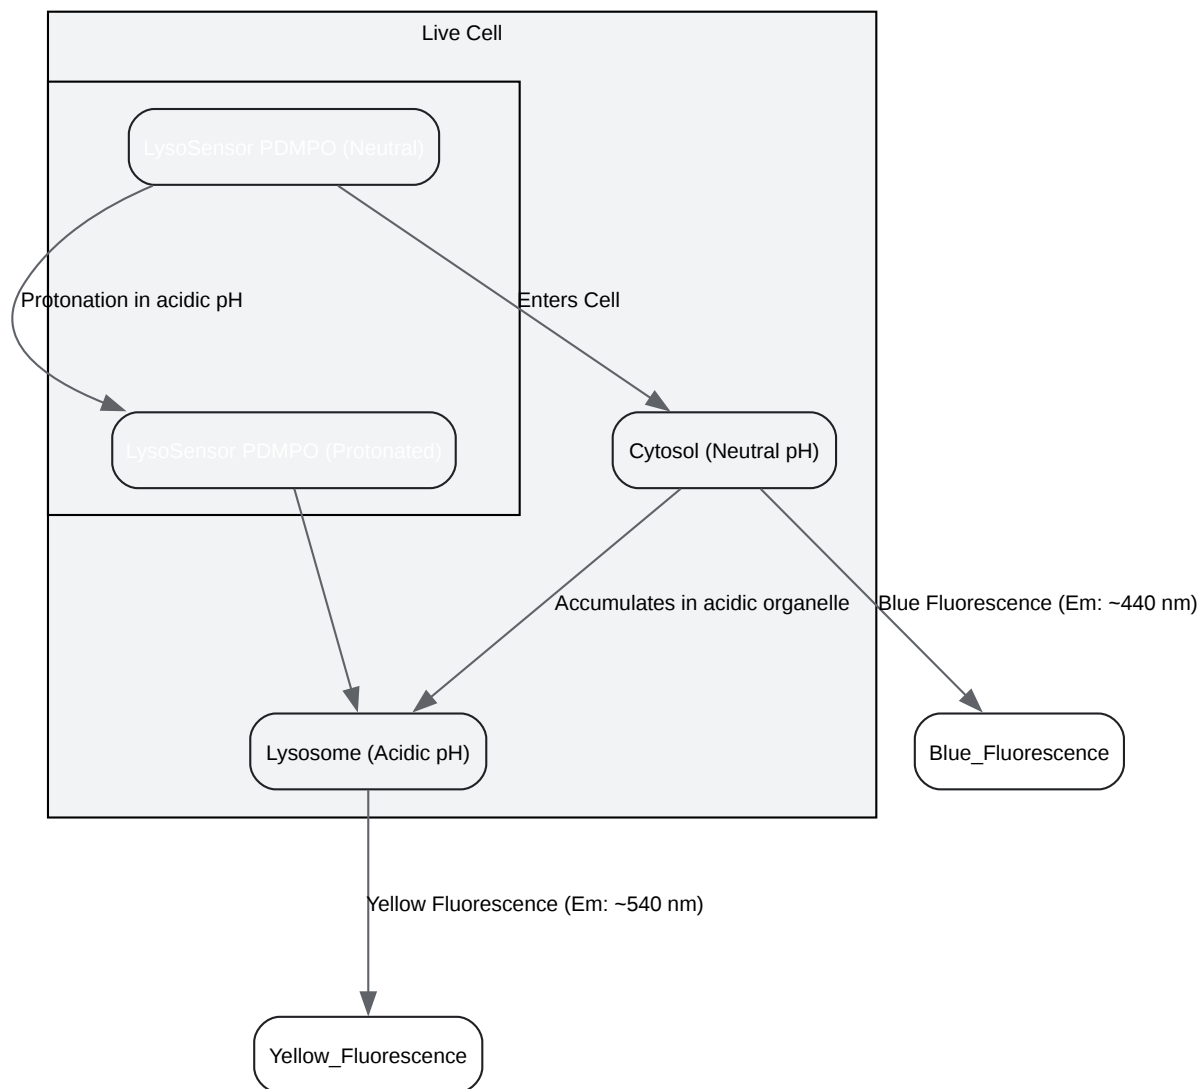 Live Cell
LysoSensor PDMPO (Neutral)
Protonation in acidic pH
Enters Cell
LysoSensor PDMPO (Protonated)
Cytosol (Neutral pH)
Accumulates in acidic organelle
Blue Fluorescence (Em: ~440 nm)
Lysosome (Acidic pH)
Blue_Fluorescence
Yellow Fluorescence (Em: ~540 nm)
Yellow_Fluorescence